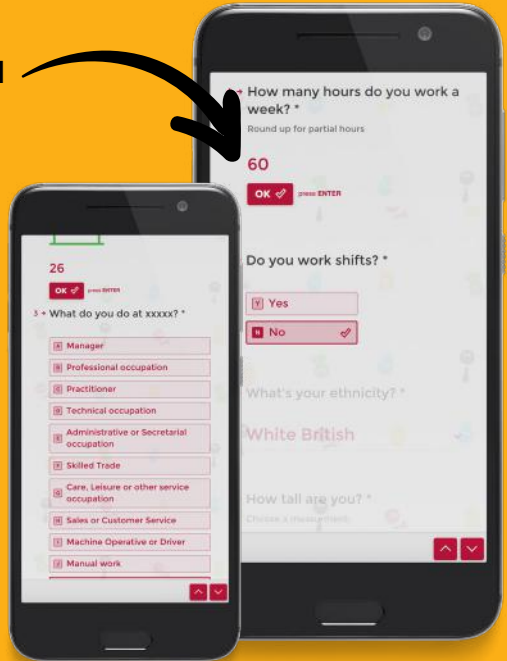 26
OK
press ENTER
3 → What do you do at xxxxx? *
A Manager
B Professional occupation
C Practitioner
D Technical occupation
E Administrative or Secretarial
occupation
F Skilled Trade
G Care, Leisure or other service
occupation
H Sales or Customer Service
I Machine Operative or Driver
J Manual work
How many hours do you work a
week? *
Round up for partial hours
60
OK
press ENTER
Do you work shifts? *
Y Yes
N No
What's your ethnicity? *
White British
How tall are you? *
Choose a measurement